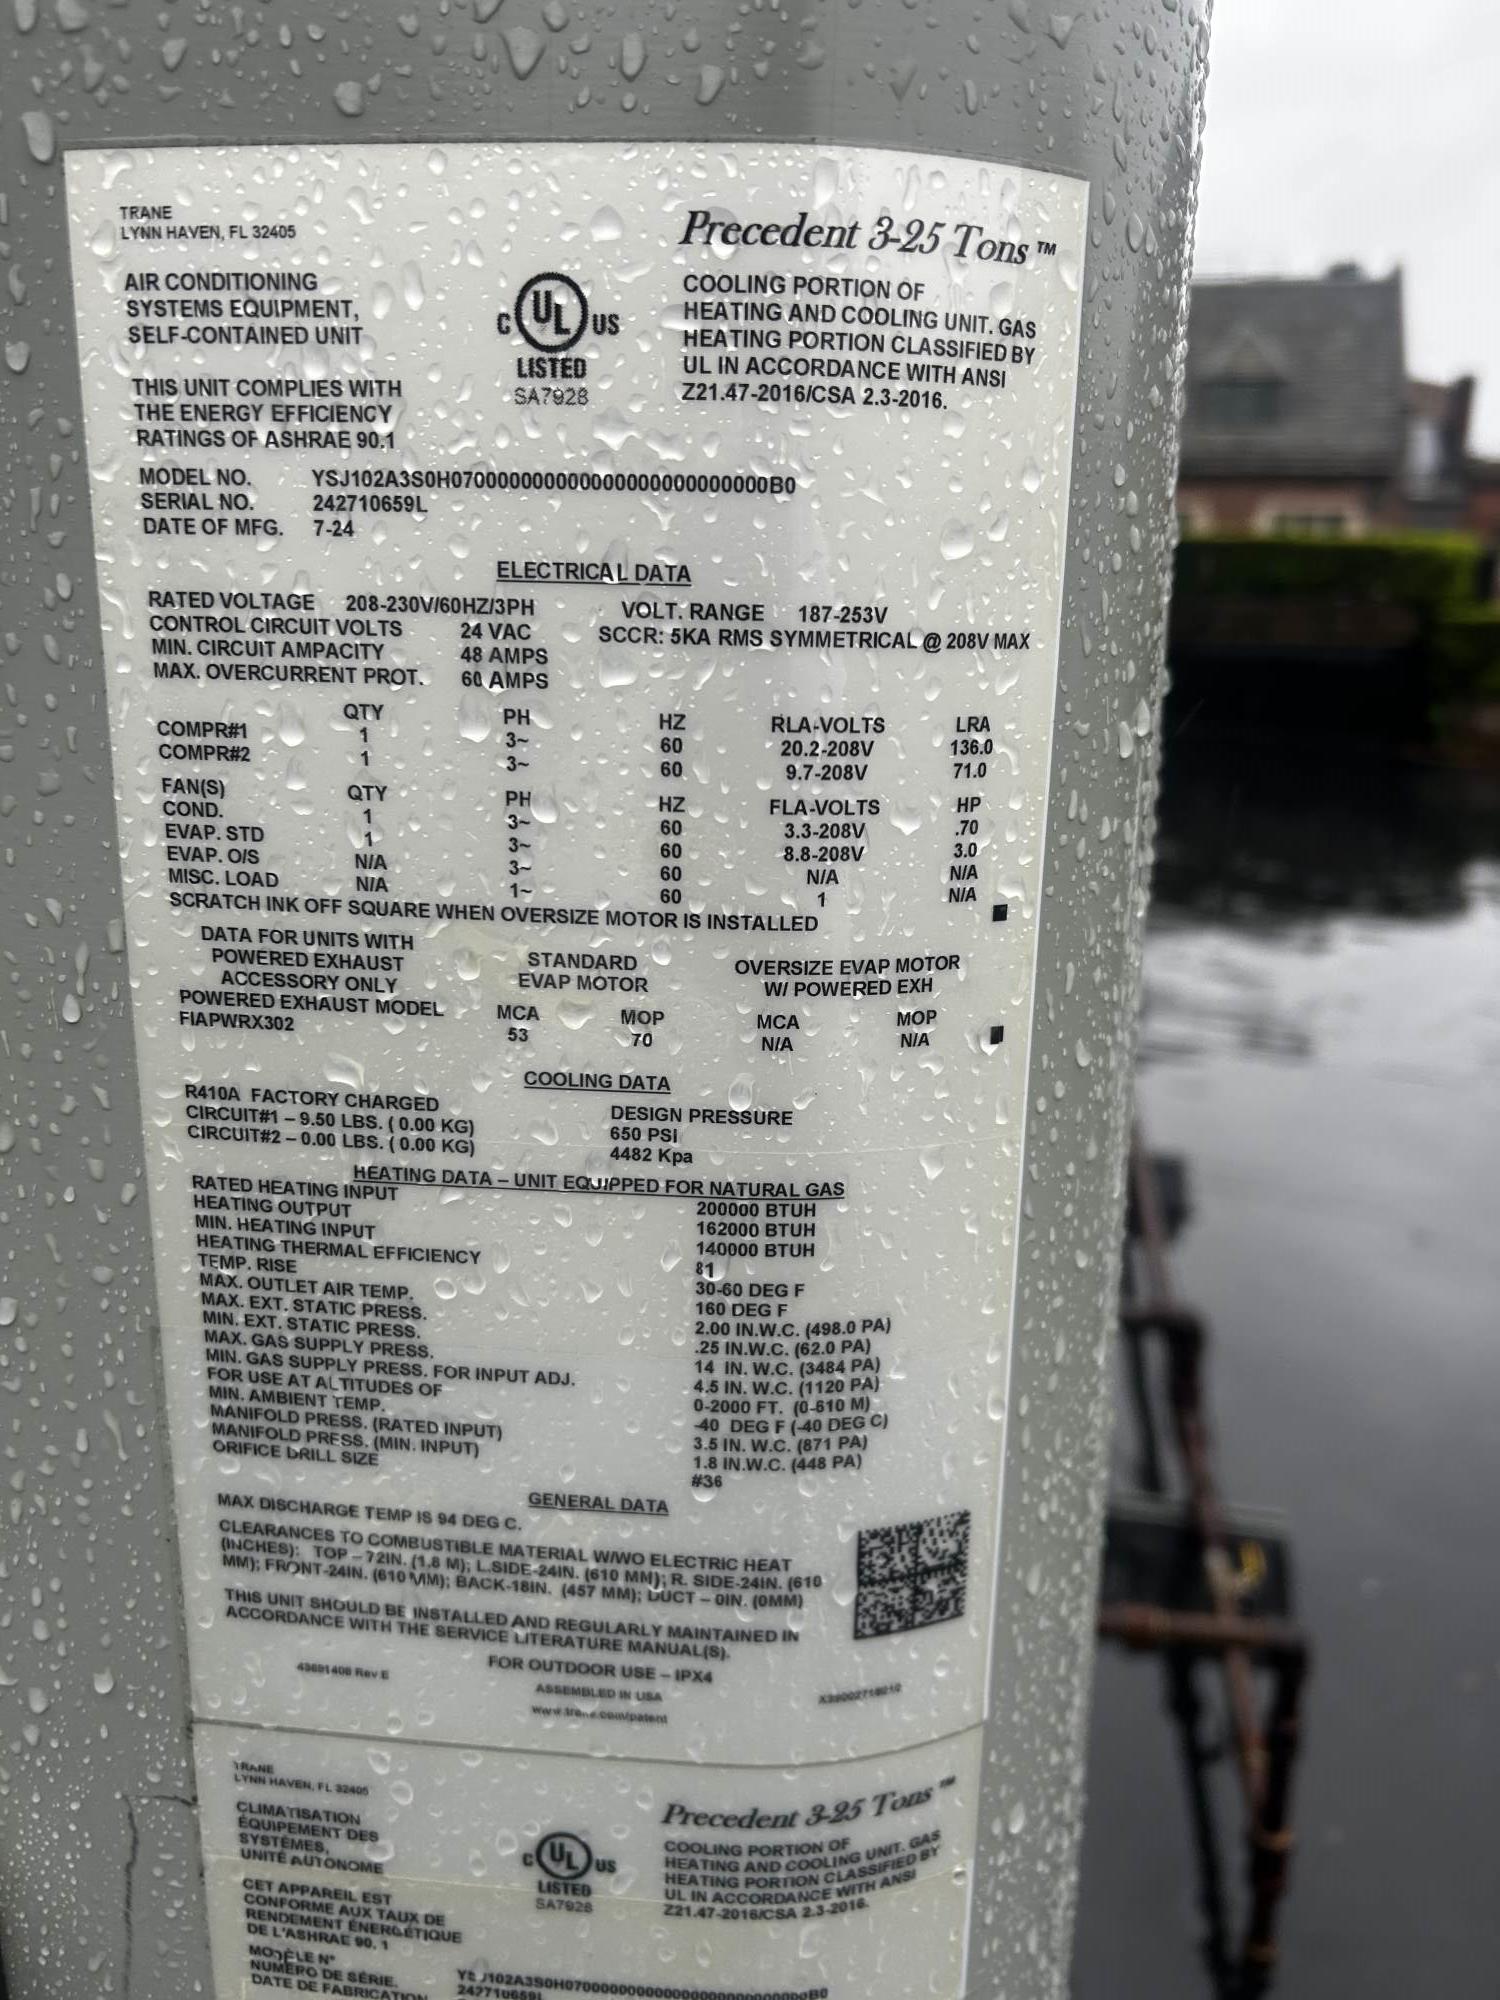 TRANE
LYNN HAVEN, FL 32405
Precedent 3-25 Tons™
AIR CONDITIONING
SYSTEMS EQUIPMENT,
SELF-CONTAINED UNIT
THIS UNIT COMPLIES WITH
THE ENERGY EFFICIENCY
RATINGS OF ASHRAE 90.1
C UL US
LISTED
SA7928
COOLING PORTION OF
HEATING AND COOLING UNIT. GAS
HEATING PORTION CLASSIFIED BY
UL IN ACCORDANCE WITH ANSI
Z21.47-2016/CSA 2.3-2016.
MODEL NO. YSJ102A3S0H070000000000000000000000000B0
SERIAL NO. 242710659L
DATE OF MFG. 7-24
ELECTRICAL DATA
RATED VOLTAGE 208-230V/60HZ/3PH VOLT. RANGE 187-253V
CONTROL CIRCUIT VOLTS 24 VAC SCCR: 5KA RMS SYMMETRICAL @ 208V MAX
MIN. CIRCUIT AMPACITY 48 AMPS
MAX. OVERCURRENT PROT. 60 AMPS
QTY PH HZ RLA-VOLTS LRA
COMPR#1 1 3~ 60 20.2-208V 136.0
COMPR#2 1 3~ 60 9.7-208V 71.0
FAN(S) QTY PH HZ FLA-VOLTS HP
COND. 1 3~ 60 3.3-208V .70
EVAP. STD 1 3~ 60 8.8-208V 3.0
EVAP. O/S N/A 3~ 60 N/A N/A
MISC. LOAD N/A 1~ 60 1 N/A
SCRATCH INK OFF SQUARE WHEN OVERSIZE MOTOR IS INSTALLED
DATA FOR UNITS WITH
POWERED EXHAUST
ACCESSORY ONLY
STANDARD
EVAP MOTOR
OVERSIZE EVAP MOTOR
W/ POWERED EXH
POWERED EXHAUST MODEL MCA MOP MCA MOP
FIAPWRX302 53 70 N/A N/A
COOLING DATA
R410A FACTORY CHARGED DESIGN PRESSURE
CIRCUIT#1 – 9.50 LBS. ( 0.00 KG) 650 PSI
CIRCUIT#2 – 0.00 LBS. ( 0.00 KG) 4482 Kpa
HEATING DATA – UNIT EQUIPPED FOR NATURAL GAS
RATED HEATING INPUT 200000 BTUH
HEATING OUTPUT 162000 BTUH
MIN. HEATING INPUT 140000 BTUH
HEATING THERMAL EFFICIENCY 81
TEMP. RISE 30-60 DEG F
MAX. OUTLET AIR TEMP. 160 DEG F
MAX. EXT. STATIC PRESS. 2.00 IN.W.C. (498.0 PA)
MIN. EXT. STATIC PRESS. .25 IN.W.C. (62.0 PA)
MAX. GAS SUPPLY PRESS. 14 IN. W.C. (3484 PA)
MIN. GAS SUPPLY PRESS. FOR INPUT ADJ. 4.5 IN. W.C. (1120 PA)
FOR USE AT ALTITUDES OF 0-2000 FT. (0-610 M)
MIN. AMBIENT TEMP. -40 DEG F (-40 DEG C)
MANIFOLD PRESS. (RATED INPUT) 3.5 IN. W.C. (871 PA)
MANIFOLD PRESS. (MIN. INPUT) 1.8 IN.W.C. (448 PA)
ORIFICE DRILL SIZE #36
GENERAL DATA
MAX DISCHARGE TEMP IS 94 DEG C.
CLEARANCES TO COMBUSTIBLE MATERIAL W/WO ELECTRIC HEAT
(INCHES): TOP – 72IN. (1.8 M); L.SIDE-24IN. (610 MM); R. SIDE-24IN. (610
MM); FRONT-24IN. (610 MM); BACK-18IN. (457 MM); DUCT – 0IN. (0MM)
THIS UNIT SHOULD BE INSTALLED AND REGULARLY MAINTAINED IN
ACCORDANCE WITH THE SERVICE LITERATURE MANUAL(S).
FOR OUTDOOR USE – IPX4
ASSEMBLED IN USA
www.trane.com/patent
Rev E
TRANE
LYNN HAVEN, FL 32405
Precedent 3-25 Tons™
CLIMATISATION
ÉQUIPEMENT DES
SYSTÈMES,
UNITÉ AUTONOME
CET APPAREIL EST
CONFORME AUX TAUX DE
RENDEMENT ÉNERGÉTIQUE
DE L'ASHRAE 90.1
C UL US
LISTED
SA7928
COOLING PORTION OF
HEATING AND COOLING UNIT. GAS
HEATING PORTION CLASSIFIED BY
UL IN ACCORDANCE WITH ANSI
Z21.47-2016/CSA 2.3-2016.
MODÈLE N°
NUMÉRO DE SÉRIE. 242710659L
DATE DE FABRICATION